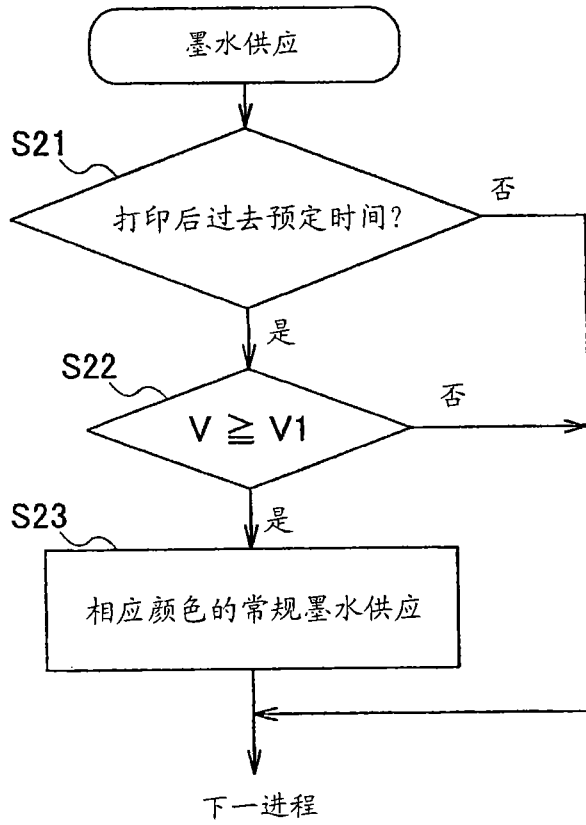 墨水供应
S21
打印后过去预定时间?
否
是
S22
V ≧ V1
否
是
S23
相应颜色的常规墨水供应
下一进程